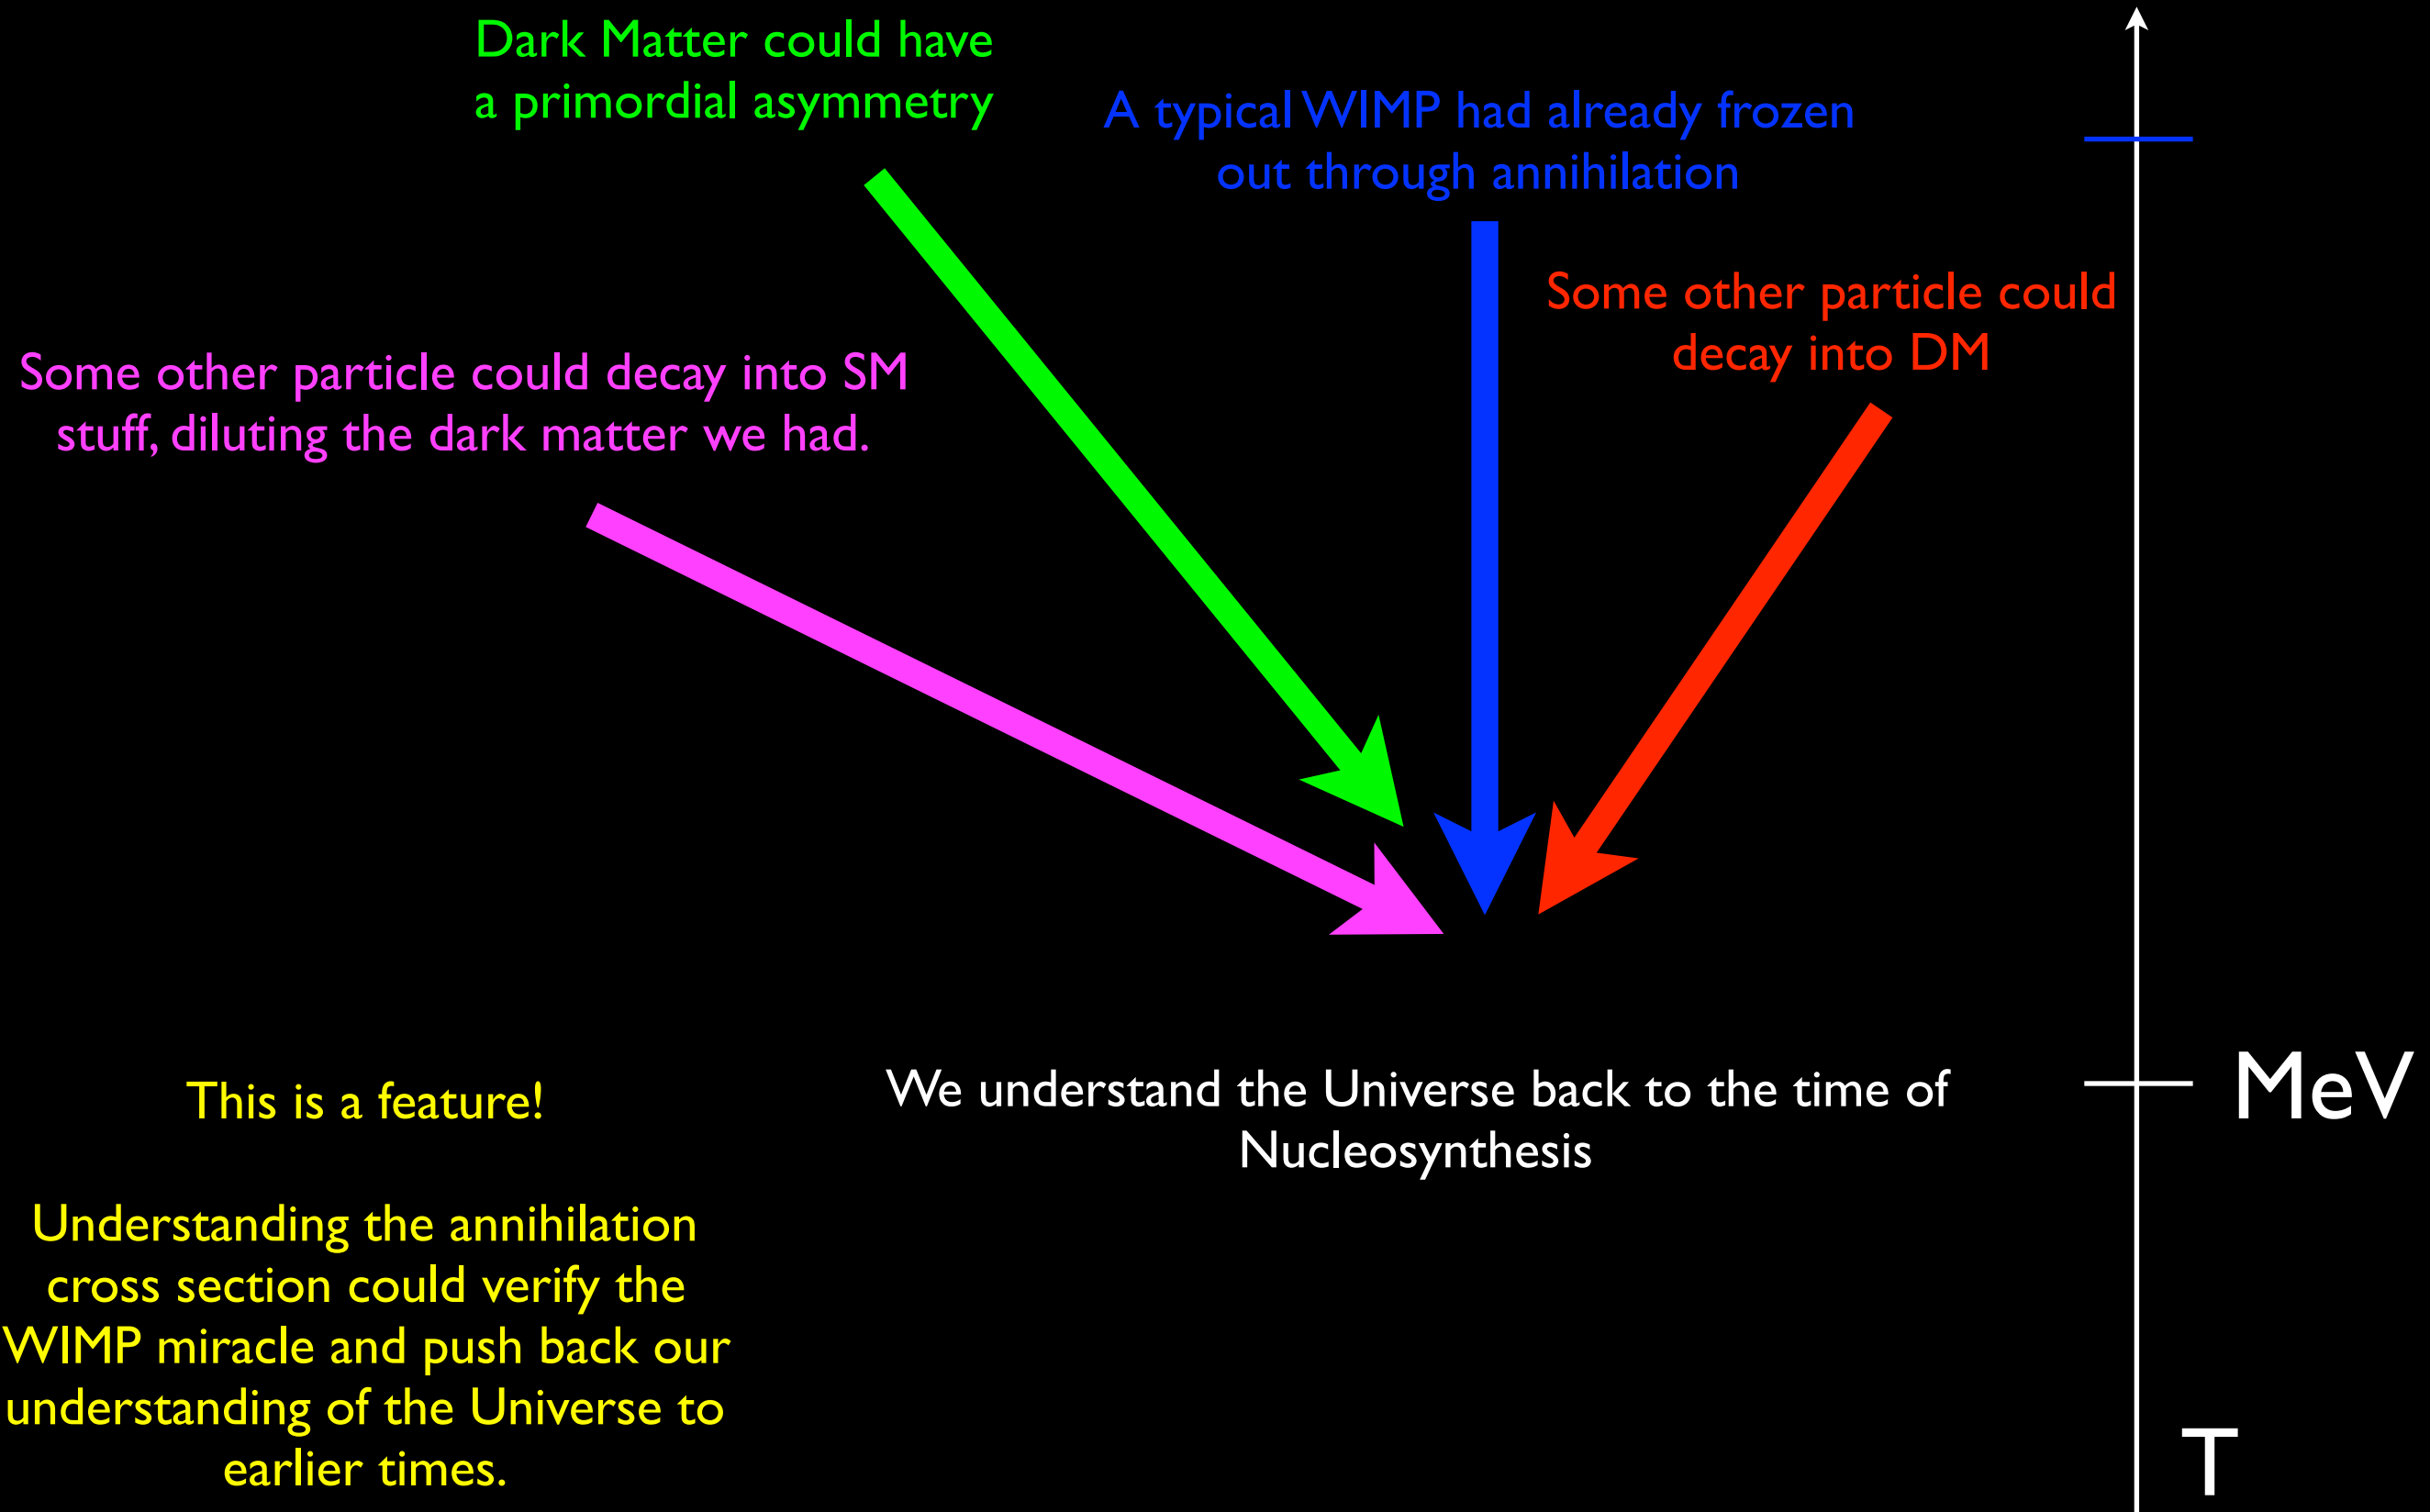 Dark Matter could have
a primordial asymmetry
A typical WIMP had already frozen
out through annihilation
Some other particle could
decay into DM
Some other particle could decay into SM
stuff, diluting the dark matter we had.
This is a feature!
Understanding the annihilation
cross section could verify the
WIMP miracle and push back our
understanding of the Universe to
earlier times.
We understand the Universe back to the time of
Nucleosynthesis
MeV
T